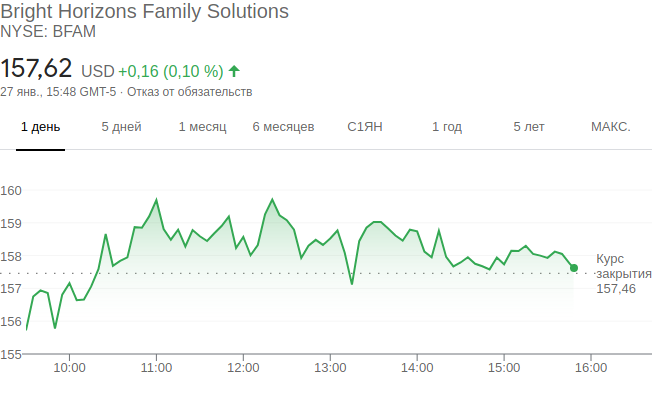 Bright Horizons Family Solutions
NYSE: BFAM
157,62 USD +0,16 (0,10 %)
27 янв., 15:48 GMT-5 · Отказ от обязательств
1 день 5 дней 1 месяц 6 месяцев С1ЯН 1 год 5 лет МАКС.
160
159
158
157
156
155
Курс
закрытия
157,46
10:00 11:00 12:00 13:00 14:00 15:00 16:00